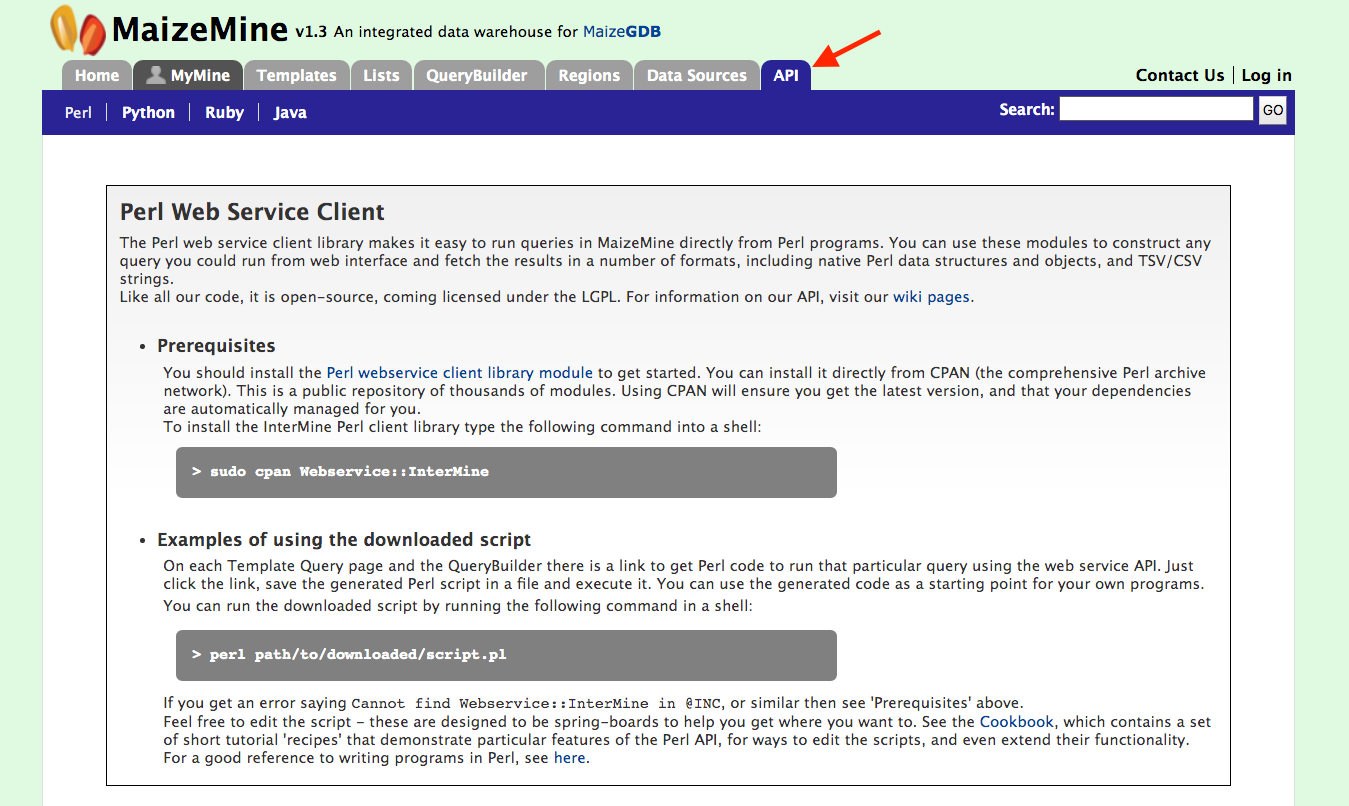 MaizeMine v1.3 An integrated data warehouse for MaizeGDB
Home MyMine Templates Lists QueryBuilder Regions Data Sources API Contact Us | Log in
Perl | Python | Ruby | Java Search: GO
Perl Web Service Client
The Perl web service client library makes it easy to run queries in MaizeMine directly from Perl programs. You can use these modules to construct any
query you could run from web interface and fetch the results in a number of formats, including native Perl data structures and objects, and TSV/CSV
strings.
Like all our code, it is open-source, coming licensed under the LGPL. For information on our API, visit our wiki pages.
• Prerequisites
You should install the Perl webservice client library module to get started. You can install it directly from CPAN (the comprehensive Perl archive
network). This is a public repository of thousands of modules. Using CPAN will ensure you get the latest version, and that your dependencies
are automatically managed for you.
To install the InterMine Perl client library type the following command into a shell:
> sudo cpan Webservice::InterMine
• Examples of using the downloaded script
On each Template Query page and the QueryBuilder there is a link to get Perl code to run that particular query using the web service API. Just
click the link, save the generated Perl script in a file and execute it. You can use the generated code as a starting point for your own programs.
You can run the downloaded script by running the following command in a shell:
> perl path/to/downloaded/script.pl
If you get an error saying Cannot find Webservice::InterMine in @INC, or similar then see 'Prerequisites' above.
Feel free to edit the script – these are designed to be spring-boards to help you get where you want to. See the Cookbook, which contains a set
of short tutorial 'recipes' that demonstrate particular features of the Perl API, for ways to edit the scripts, and even extend their functionality.
For a good reference to writing programs in Perl, see here.